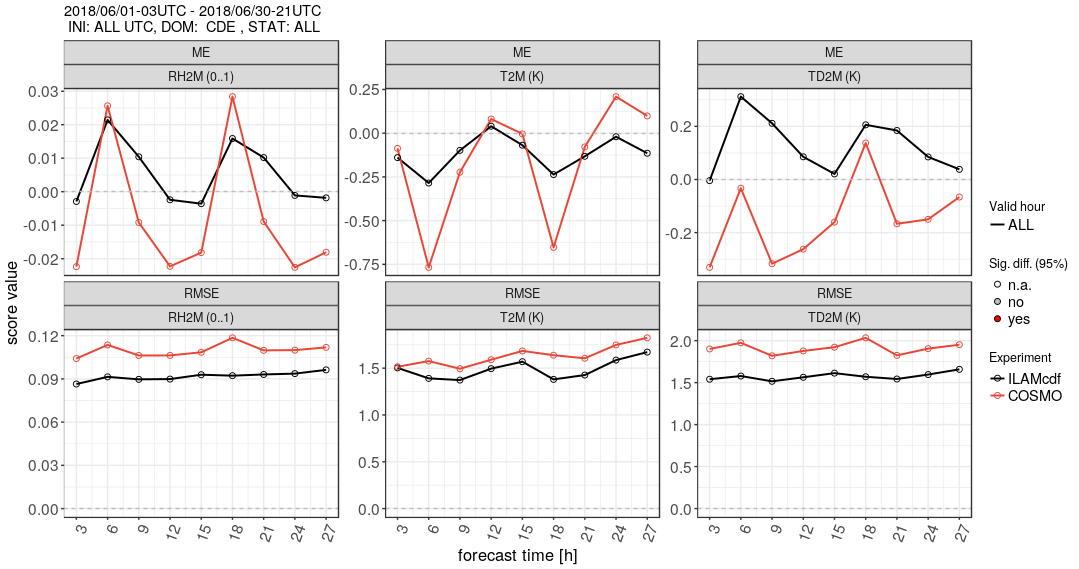 2018/06/01-03UTC - 2018/06/30-21UTC
INI: ALL UTC, DOM:  CDE , STAT: ALL
ME
ME
ME
RH2M (0..1)
T2M (K)
TD2M (K)
0.03
0.02
0.01
0.00
-0.01
-0.02
0.25
0.00
-0.25
-0.50
-0.75
0.2
0.0
-0.2
RMSE
RMSE
RMSE
RH2M (0..1)
T2M (K)
TD2M (K)
0.12
0.09
0.06
0.03
0.00
1.5
1.0
0.5
0.0
2.0
1.5
1.0
0.5
0.0
3 6 9 12 15 18 21 24 27
3 6 9 12 15 18 21 24 27
3 6 9 12 15 18 21 24 27
score value
forecast time [h]
Valid hour
ALL
Sig. diff. (95%)
n.a.
no
yes
Experiment
ILAMcdf
COSMO